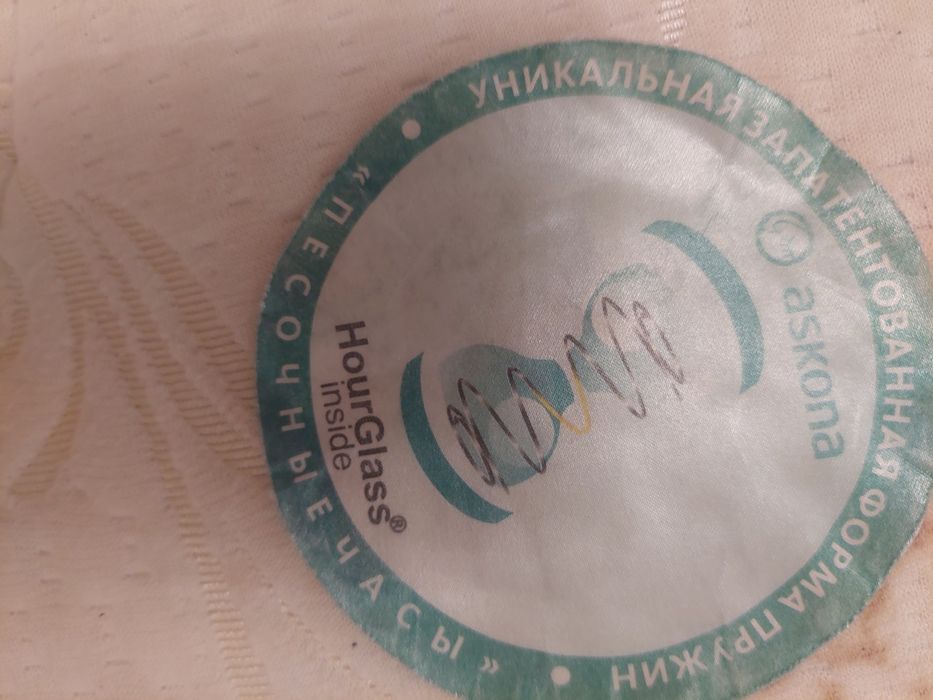 УНИКАЛЬНАЯ ЗАПАТЕНТОВАННАЯ ФОРМА ПРУЖИН
askona
HourGlass®
inside
"ПЕСОЧНЫЕ ЧАСЫ"